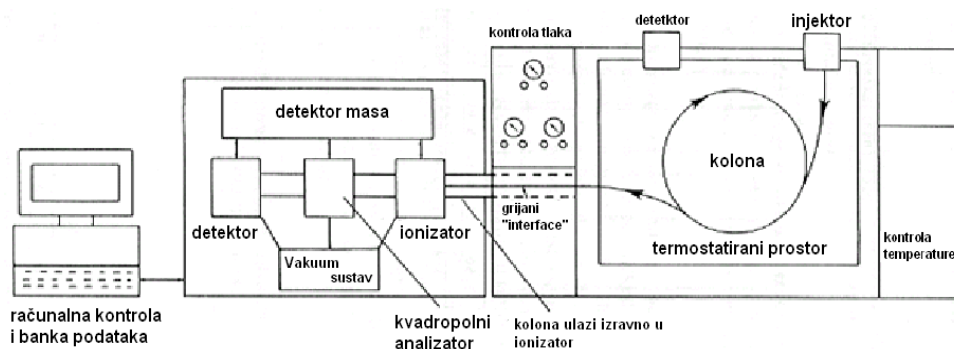 detetktor
injektor
kontrola tlaka
detektor masa
kolona
detektor
ionizator
grijani
"interface"
termostatirani prostor
kontrola
temperature
Vakuum
sustav
računalna kontrola
i banka podataka
kvadropolni
analizator
kolona ulazi izravno u
ionizator